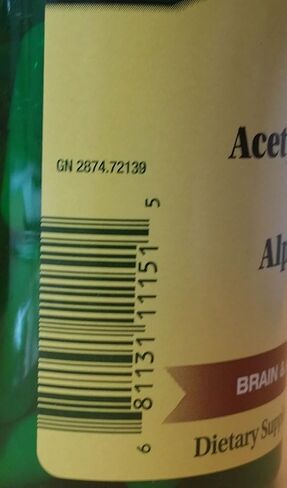 GN 2874.72139
6 81131 11151 5
Acet
Alp
BRAIN &
Dietary Supp